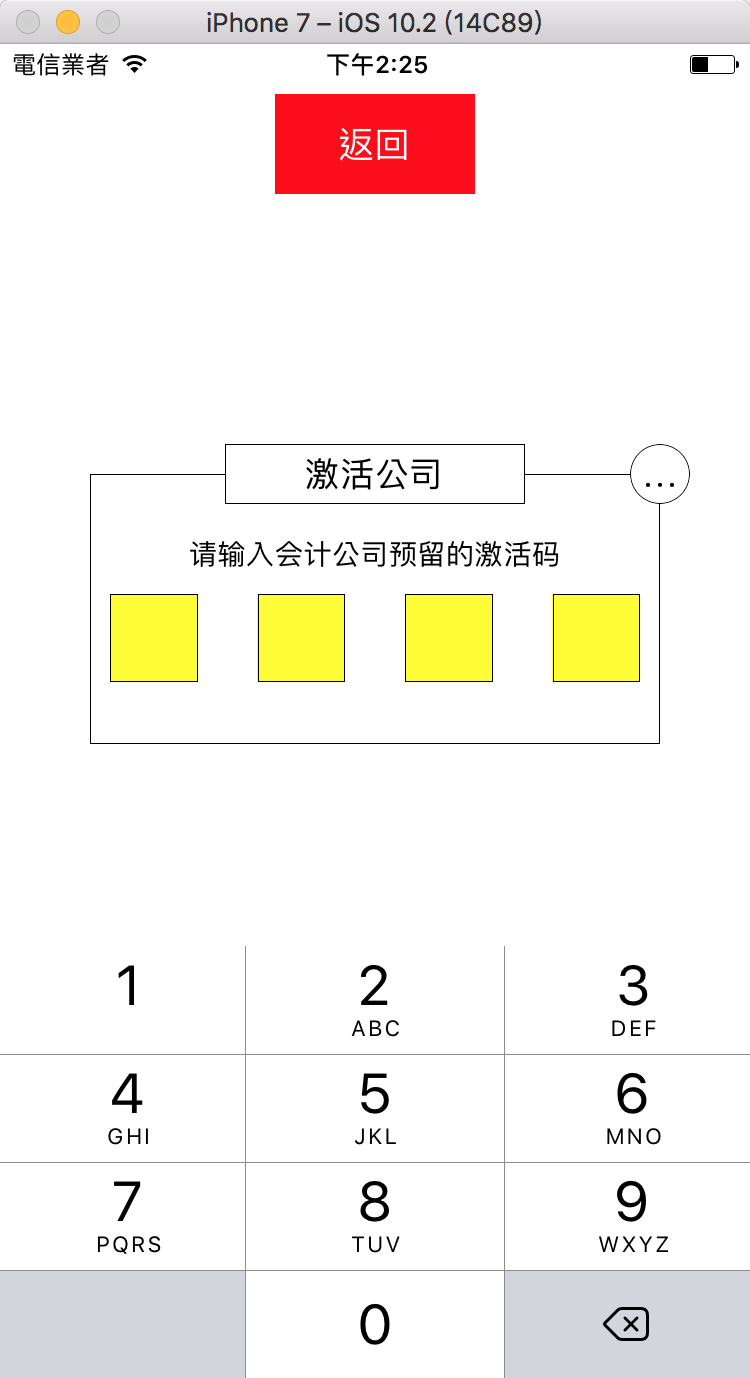 iPhone 7 – iOS 10.2 (14C89)
電信業者 下午2:25
返回
激活公司
...
请输入会计公司预留的激活码
1 2 3
ABC DEF
4 5 6
GHI JKL MNO
7 8 9
PQRS TUV WXYZ
0